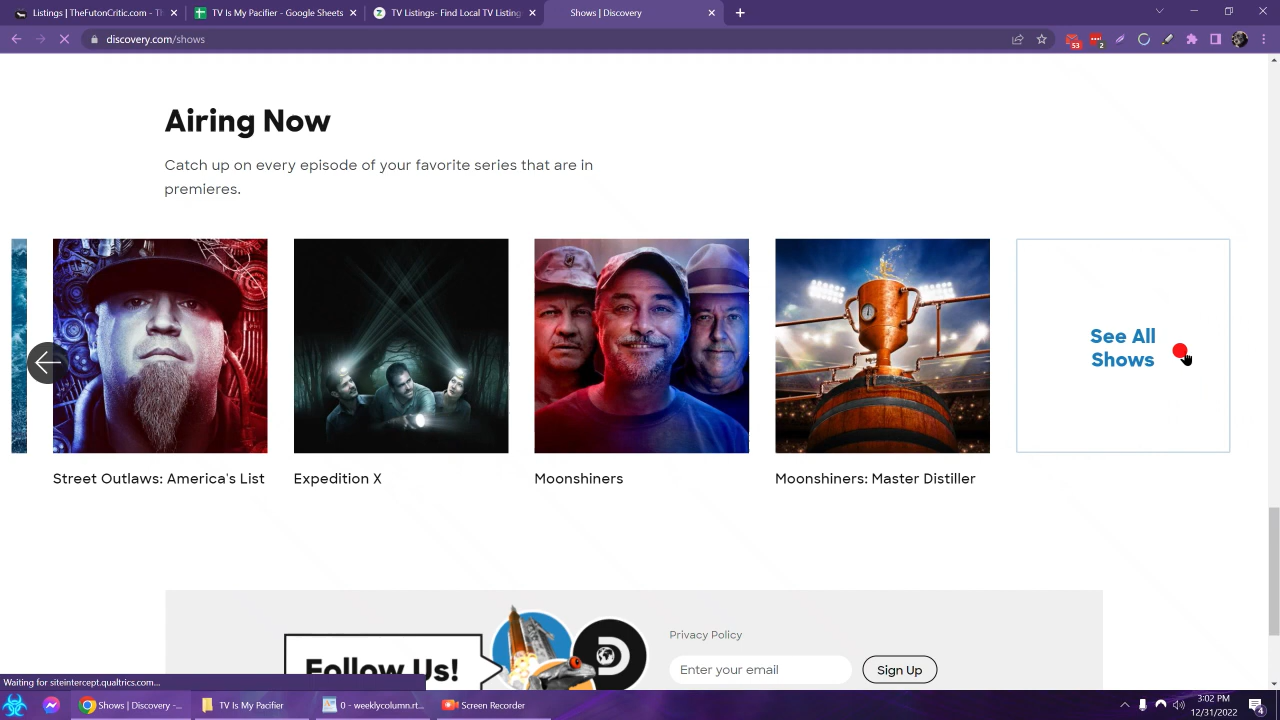 Listings | TheFutonCritic.com - Th
TV Is My Pacifier - Google Sheets
TV Listings- Find Local TV Listing
Shows | Discovery
discovery.com/shows
53
2
Airing Now
Catch up on every episode of your favorite series that are in
premieres.
See All
Shows
Street Outlaws: America's List
Expedition X
Moonshiners
Moonshiners: Master Distiller
Follow Us!
Privacy Policy
Enter your email
Sign Up
Waiting for siteintercept.qualtrics.com...
Shows | Discovery -...
TV Is My Pacifier
0 - weeklycolumn.rt...
Screen Recorder
3:02 PM
12/31/2022
4